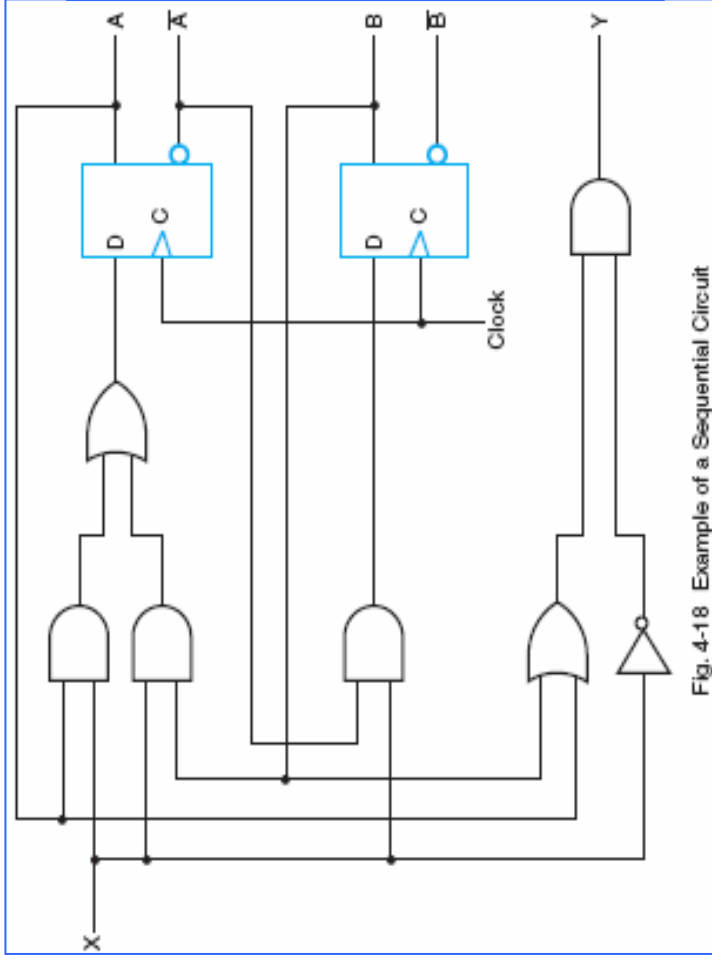 A
A̅
D
C
B
B̅
D
C
X
Y
Clock
Fig. 4-18 Example of a Sequential Circuit